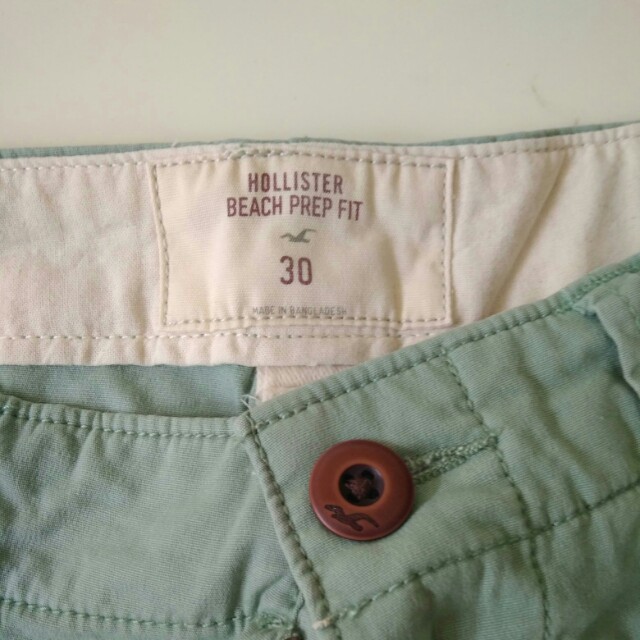 HOLLISTER
BEACH PREP FIT
30
MADE IN BANGLADESH